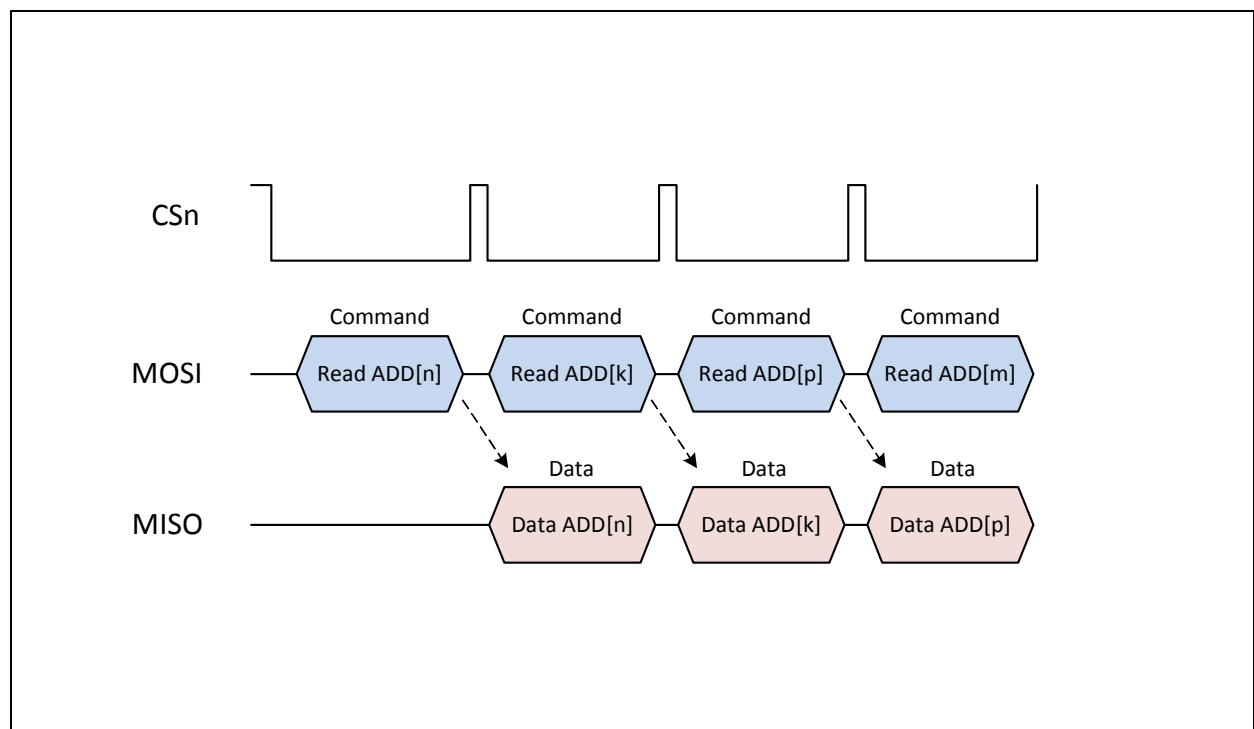 CSn
Command Command Command Command
MOSI Read ADD[n] Read ADD[k] Read ADD[p] Read ADD[m]
Data Data Data
MISO Data ADD[n] Data ADD[k] Data ADD[p]